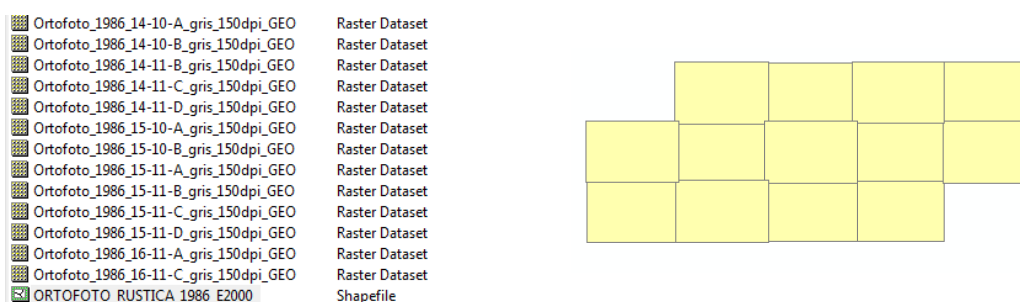 Ortofoto_1986_14-10-A_gris_150dpi_GEO Raster Dataset
Ortofoto_1986_14-10-B_gris_150dpi_GEO Raster Dataset
Ortofoto_1986_14-11-B_gris_150dpi_GEO Raster Dataset
Ortofoto_1986_14-11-C_gris_150dpi_GEO Raster Dataset
Ortofoto_1986_14-11-D_gris_150dpi_GEO Raster Dataset
Ortofoto_1986_15-10-A_gris_150dpi_GEO Raster Dataset
Ortofoto_1986_15-10-B_gris_150dpi_GEO Raster Dataset
Ortofoto_1986_15-11-A_gris_150dpi_GEO Raster Dataset
Ortofoto_1986_15-11-B_gris_150dpi_GEO Raster Dataset
Ortofoto_1986_15-11-C_gris_150dpi_GEO Raster Dataset
Ortofoto_1986_15-11-D_gris_150dpi_GEO Raster Dataset
Ortofoto_1986_16-11-A_gris_150dpi_GEO Raster Dataset
Ortofoto_1986_16-11-C_gris_150dpi_GEO Raster Dataset
ORTOFOTO_RUSTICA_1986_E2000 Shapefile